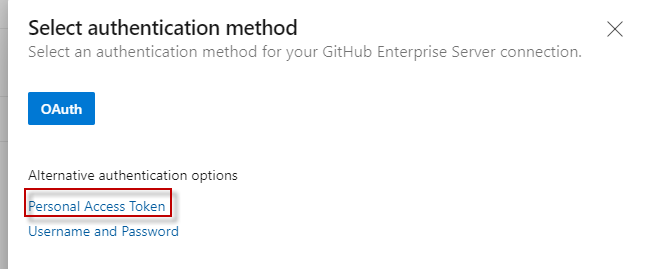 Select authentication method
Select an authentication method for your GitHub Enterprise Server connection.
OAuth
Alternative authentication options
Personal Access Token
Username and Password